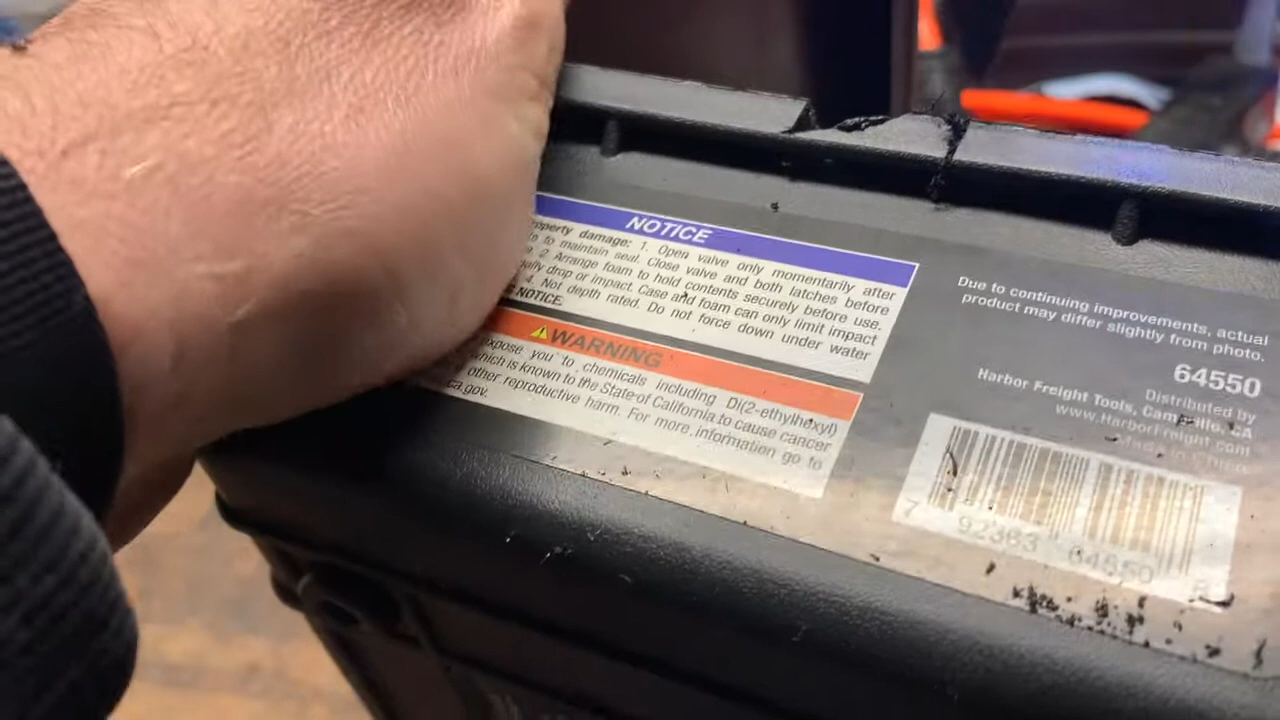 NOTICE
operty damage: 1. Open valve only momentarily after
to maintain seal. Close valve and both latches before
2 Arrange foam to hold contents securely before use.
ally drop or impact. Case and foam can only limit impact
4. Not depth rated. Do not force down under water
NOTICE.
WARNING
expose you to chemicals including Di(2-ethylhexyl)
which is known to the State of California to cause cancer
other reproductive harm. For more information go to
ca.gov.
Due to continuing improvements, actual
product may differ slightly from photo.
64550
Distributed by
Harbor Freight Tools, Camarillo, CA
www.HarborFreight.com
Made in China
7 92363 64550